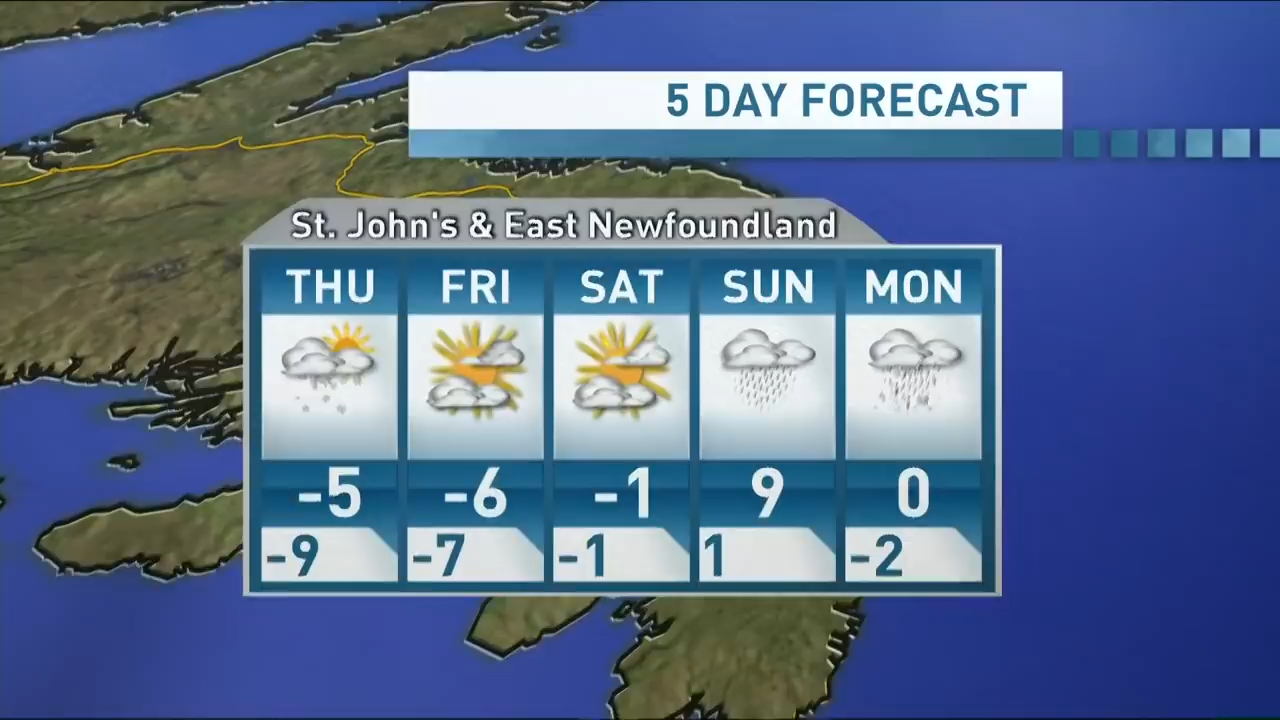 5 DAY FORECAST
St. John's & East Newfoundland
THU FRI SAT SUN MON
-5 -6 -1 9 0
-9 -7 -1 1 -2